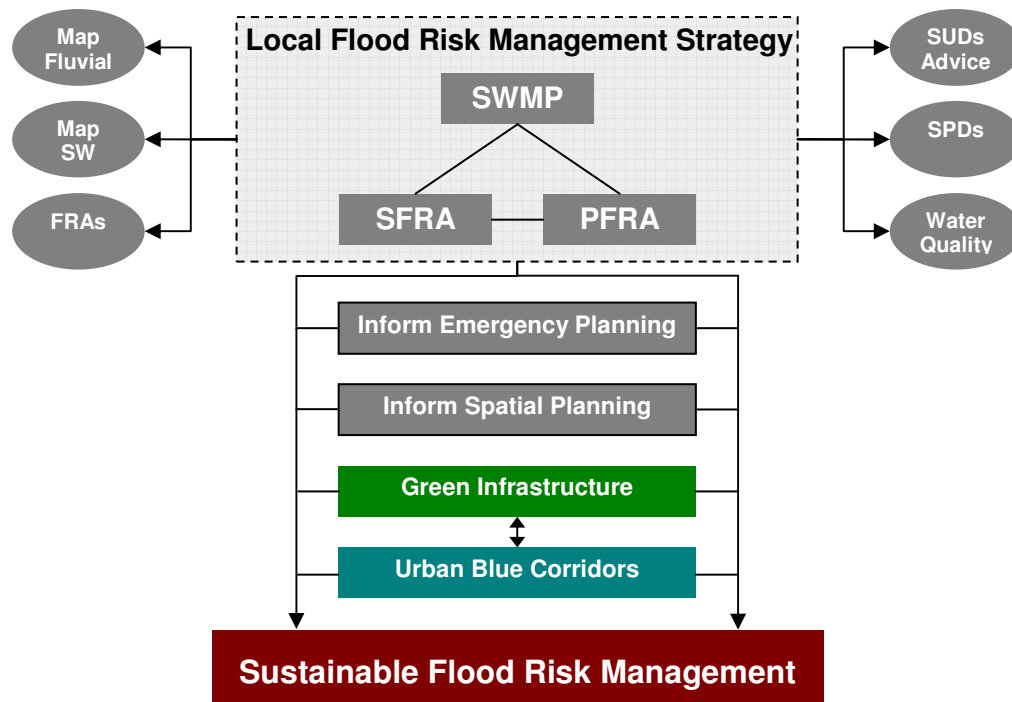 Local Flood Risk Management Strategy
Map
Fluvial
Map
SW
FRAs
SWMP
SFRA
PFRA
SUDs
Advice
SPDs
Water
Quality
Inform Emergency Planning
Inform Spatial Planning
Green Infrastructure
Urban Blue Corridors
Sustainable Flood Risk Management